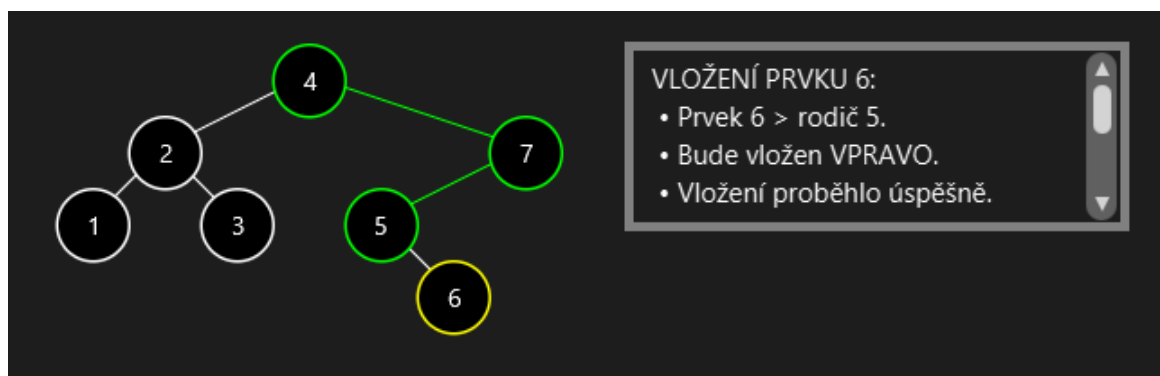 4
2
7
1
3
5
6
VLOŽENÍ PRVKU 6:
• Prvek 6 > rodič 5.
• Bude vložen VPRAVO.
• Vložení proběhlo úspěšně.